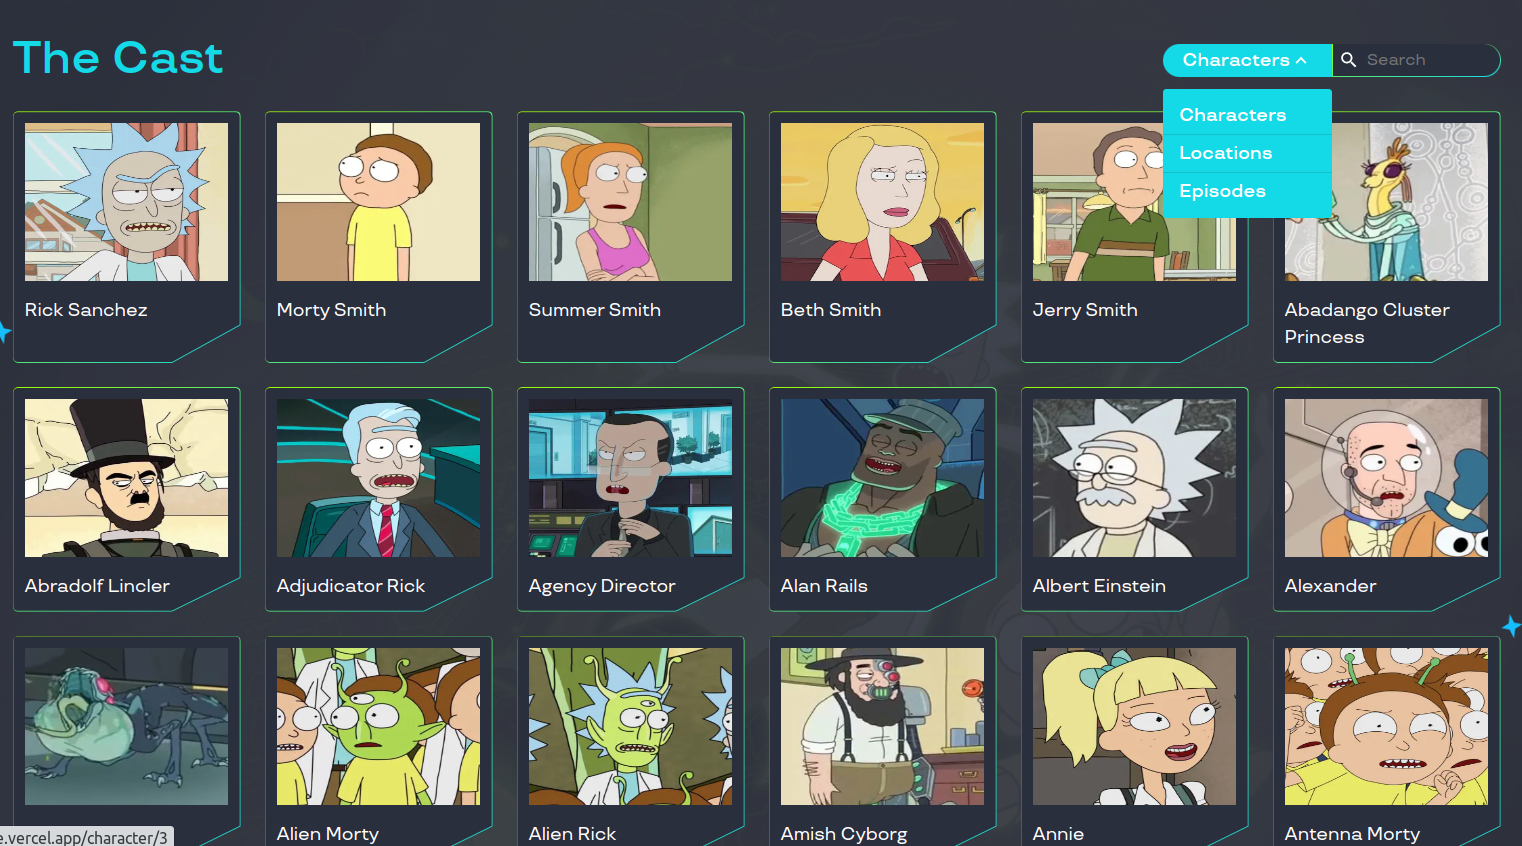 The Cast
Characters
Search
Characters
Locations
Episodes
Rick Sanchez
Morty Smith
Summer Smith
Beth Smith
Jerry Smith
Abadango Cluster
Princess
Abradolf Lincler
Adjudicator Rick
Agency Director
Alan Rails
Albert Einstein
Alexander
Alien Morty
Alien Rick
Amish Cyborg
Annie
Antenna Morty
e.vercel.app/character/3